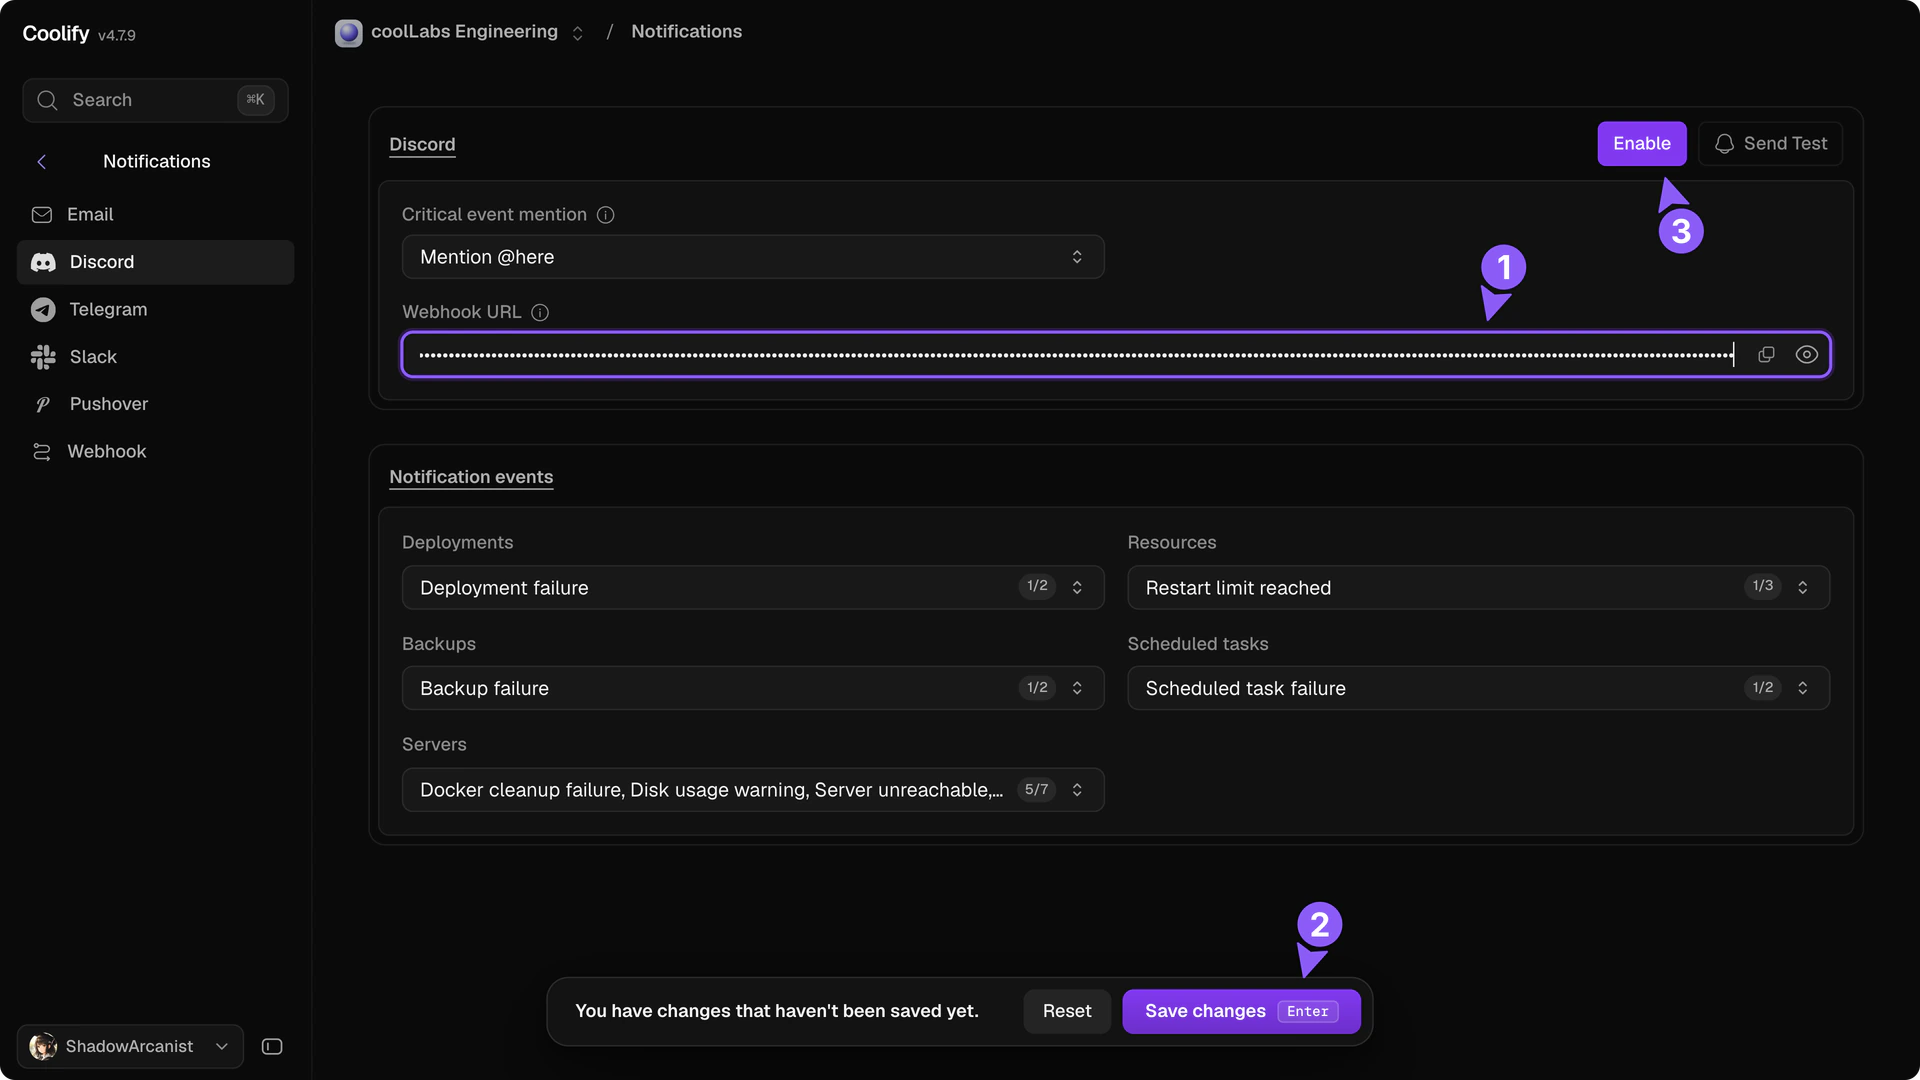 Coolify v4.7.9
coolLabs Engineering / Notifications
Search ⌘K
Notifications
Email
Discord
Telegram
Slack
Pushover
Webhook
Discord
Enable
Send Test
3
Critical event mention
Mention @here
1
Webhook URL
Notification events
Deployments
Deployment failure 1/2
Resources
Restart limit reached 1/3
Backups
Backup failure 1/2
Scheduled tasks
Scheduled task failure 1/2
Servers
Docker cleanup failure, Disk usage warning, Server unreachable,... 5/7
2
You have changes that haven't been saved yet.
Reset
Save changes Enter
ShadowArcanist